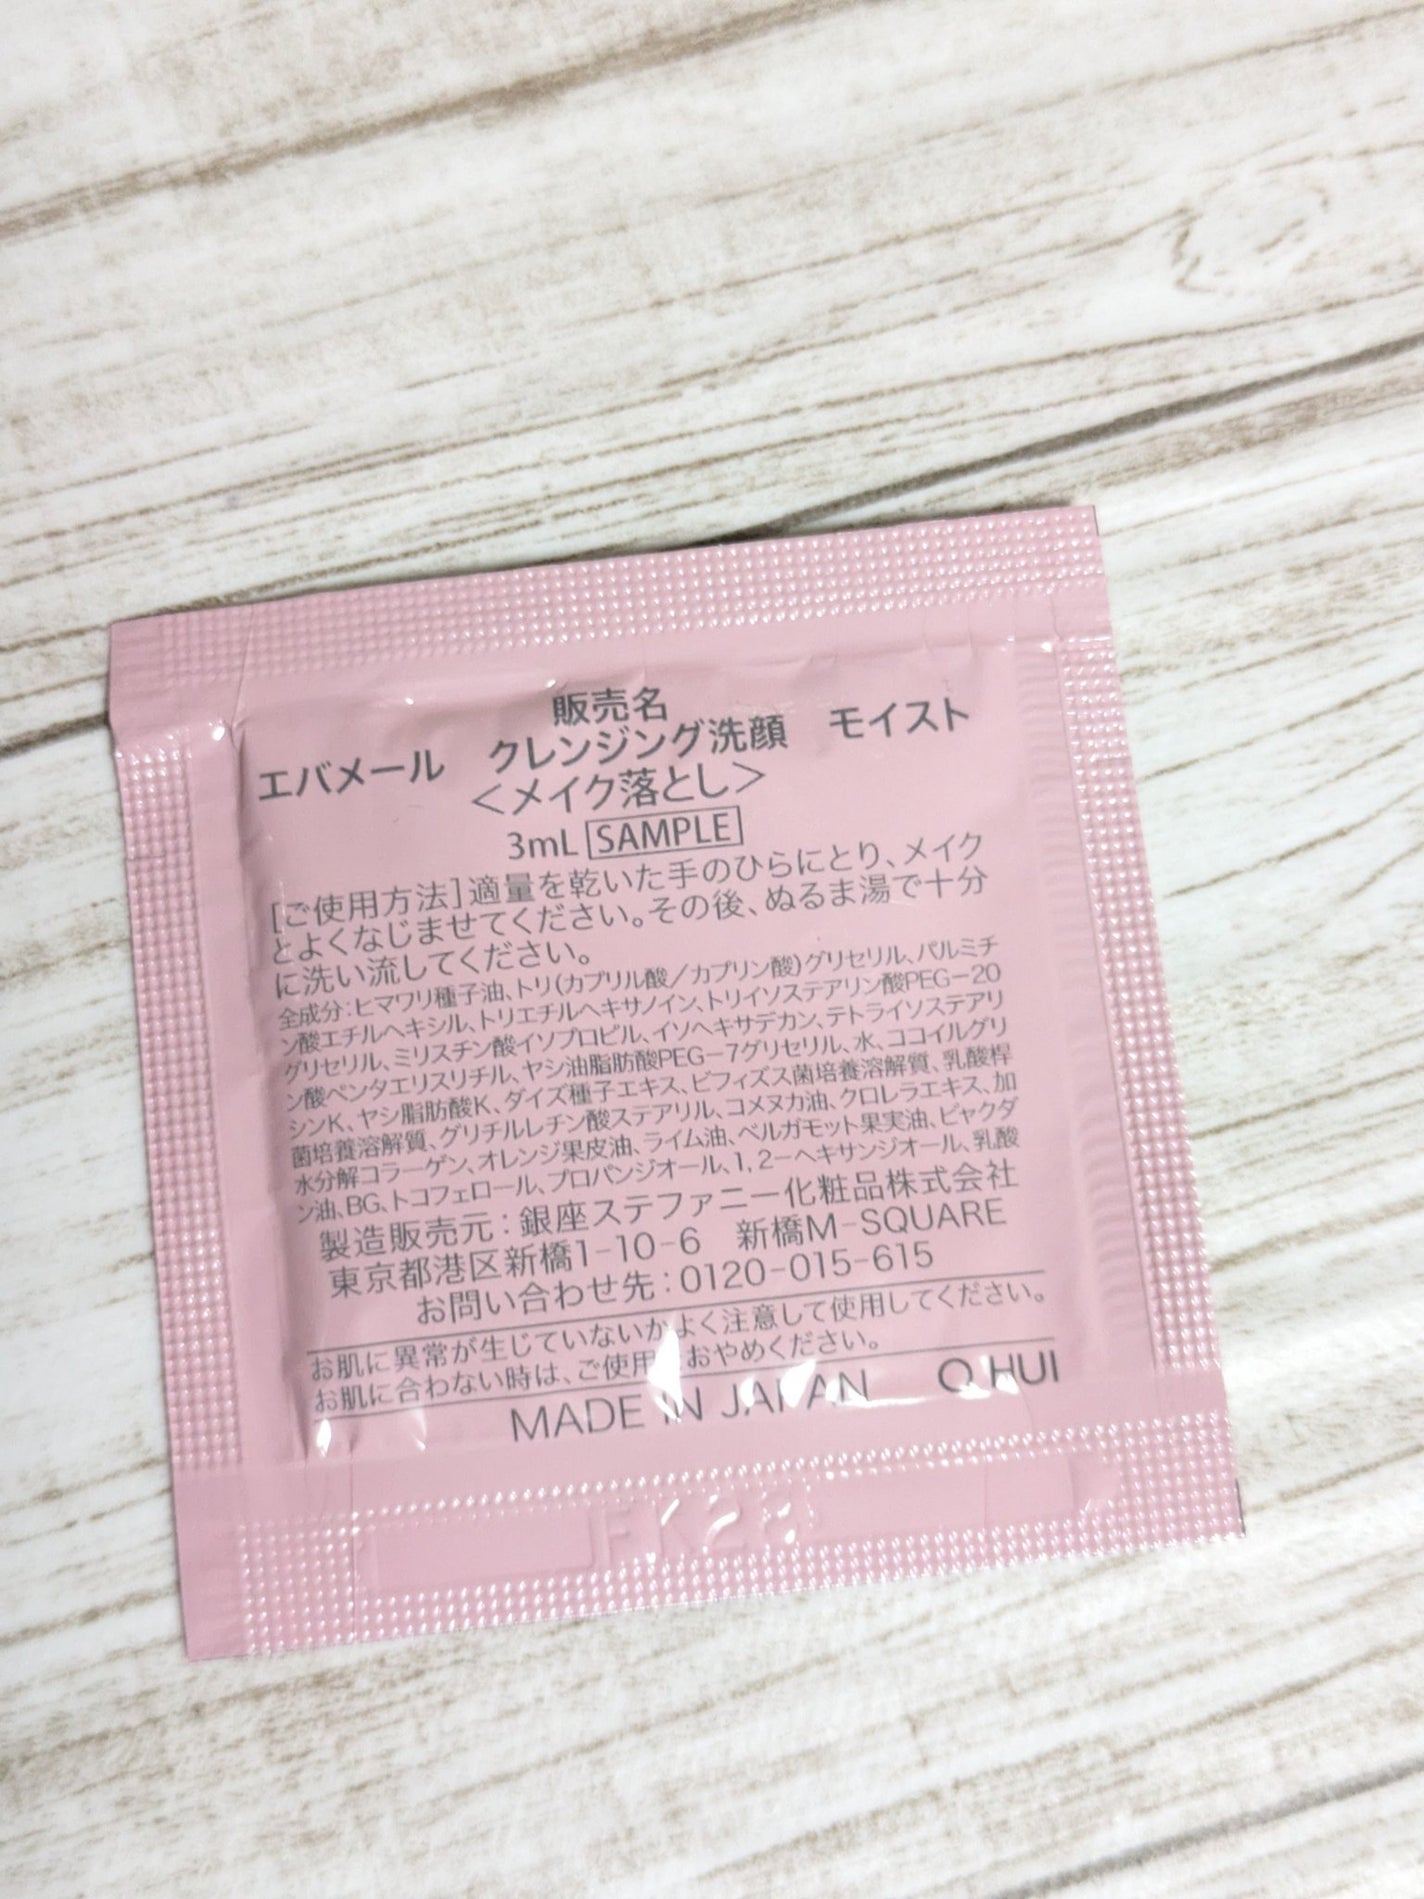 販売名
エバメール　クレンジング洗顔　モイスト
＜メイク落とし＞
3mL SAMPLE
[ご使用方法]適量を乾いた手のひらにとり、メイク
とよくなじませてください。その後、ぬるま湯で十分
に洗い流してください。
全成分：ヒマワリ種子油、トリ(カプリル酸／カプリン酸)グリセリル、パルミチ
ン酸エチルヘキシル、トリエチルヘキサノイン、トリイソステアリン酸PEG－20
グリセリル、ミリスチン酸イソプロピル、イソヘキサデカン、テトライソステアリ
ン酸ペンタエリスリチル、ヤシ油脂肪酸PEG－7グリセリル、水、ココイルグリ
シンK、ヤシ脂肪酸K、ダイズ種子エキス、ビフィズス菌培養溶解質、乳酸桿
菌培養溶解質、グリチルレチン酸ステアリル、コメヌカ油、クロレラエキス、加
水分解コラーゲン、オレンジ果皮油、ライム油、ベルガモット果実油、ビャクダ
ン油、BG、トコフェロール、プロパンジオール、1，2－ヘキサンジオール、乳酸
製造販売元：銀座ステファニー化粧品株式会社
東京都港区新橋1-10-6　新橋M-SQUARE
お問い合わせ先：0120-015-615
お肌に異常が生じていないかよく注意して使用してください。
お肌に合わない時は、ご使用をおやめください。
MADE IN JAPAN　HUI